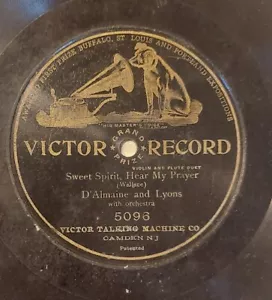 AWARDED FIRST PRIZE BUFFALO, ST. LOUIS AND PORTLAND EXPOSITIONS
"HIS MASTER'S VOICE"
GRAND
PRIZE
VICTOR RECORD
VIOLIN AND FLUTE DUET
Sweet Spirit, Hear My Prayer
(Wallace)
D'Almaine and Lyons
with orchestra
5096
VICTOR TALKING MACHINE CO
CAMDEN N J
Patented